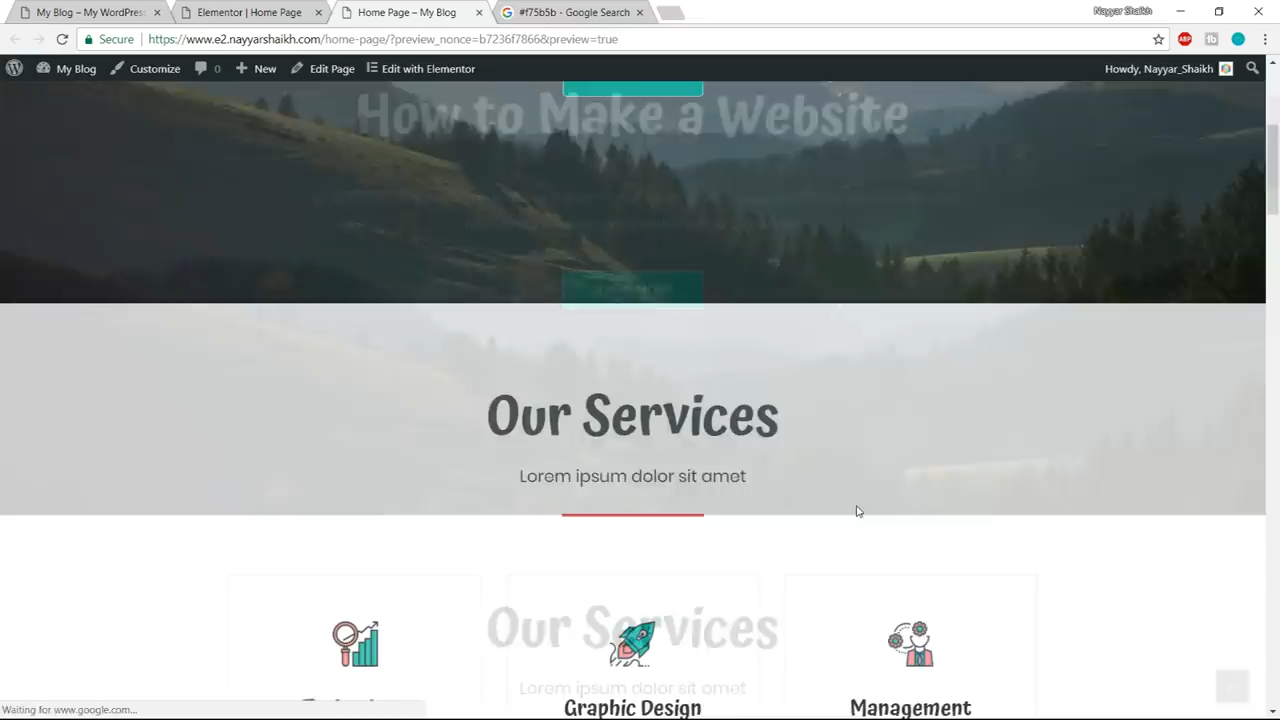 My Blog – My WordPress
Elementor | Home Page
Home Page – My Blog
#f75b5b - Google Search
Nayyar Shaikh
Secure
https://www.e2.nayyarshaikh.com/home-page/?preview_nonce=b7236f7866&preview=true
ABP
tb
My Blog
Customize
0
New
Edit Page
Edit with Elementor
Howdy, Nayyar_Shaikh
How to Make a Website
Our Services
Lorem ipsum dolor sit amet
Our Services
Lorem ipsum dolor sit amet
Graphic Design
Management
Waiting for www.google.com...